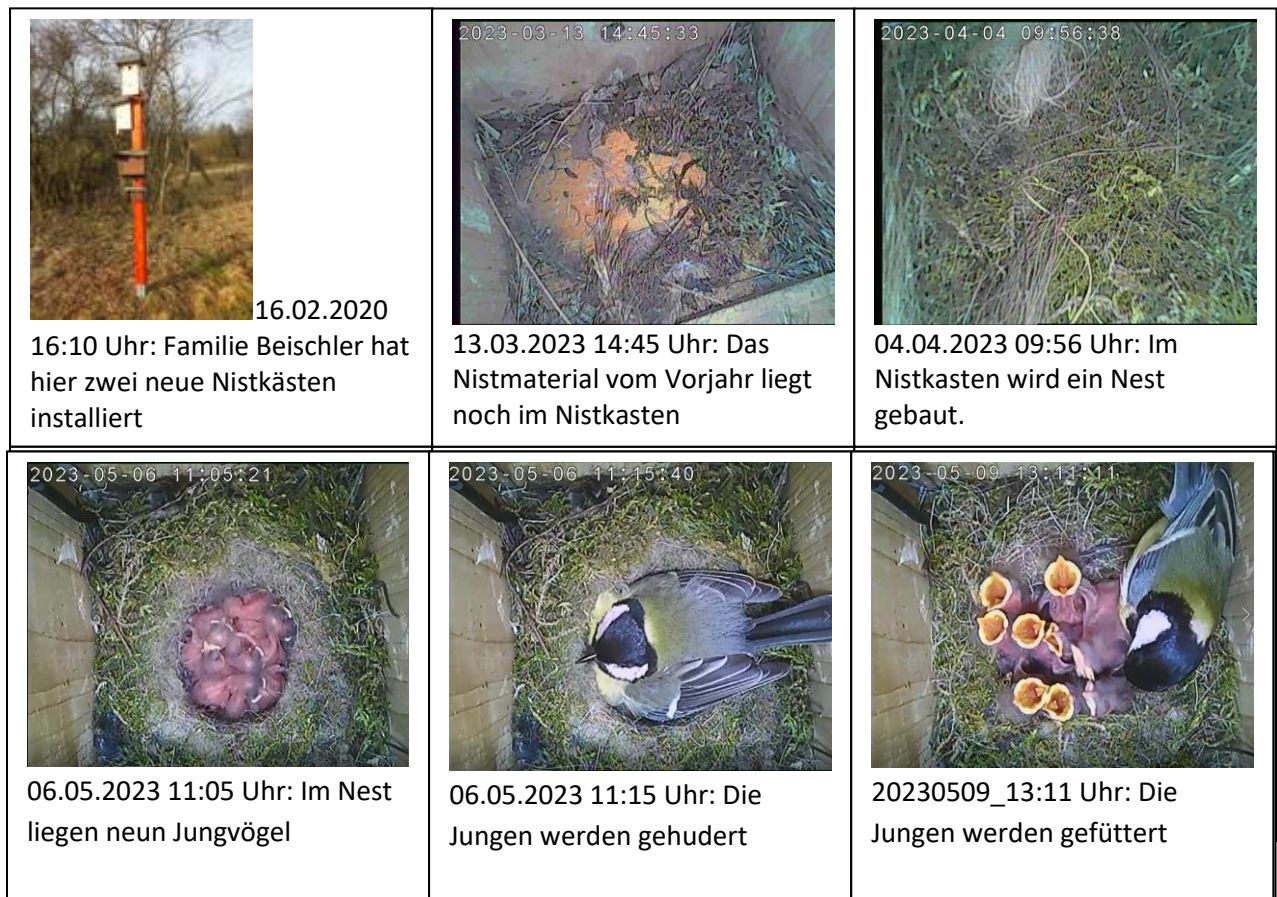 16.02.2020
16:10 Uhr: Familie Beischler hat
hier zwei neue Nistkästen
installiert
2023-03-13 14:45:33
13.03.2023 14:45 Uhr: Das
Nistmaterial vom Vorjahr liegt
noch im Nistkasten
2023-04-04 09:56:38
04.04.2023 09:56 Uhr: Im
Nistkasten wird ein Nest
gebaut.
2023-05-06 11:05:21
06.05.2023 11:05 Uhr: Im Nest
liegen neun Jungvögel
2023-05-06 11:15:40
06.05.2023 11:15 Uhr: Die
Jungen werden gehudert
2023-05-09 13:11:11
20230509_13:11 Uhr: Die
Jungen werden gefüttert